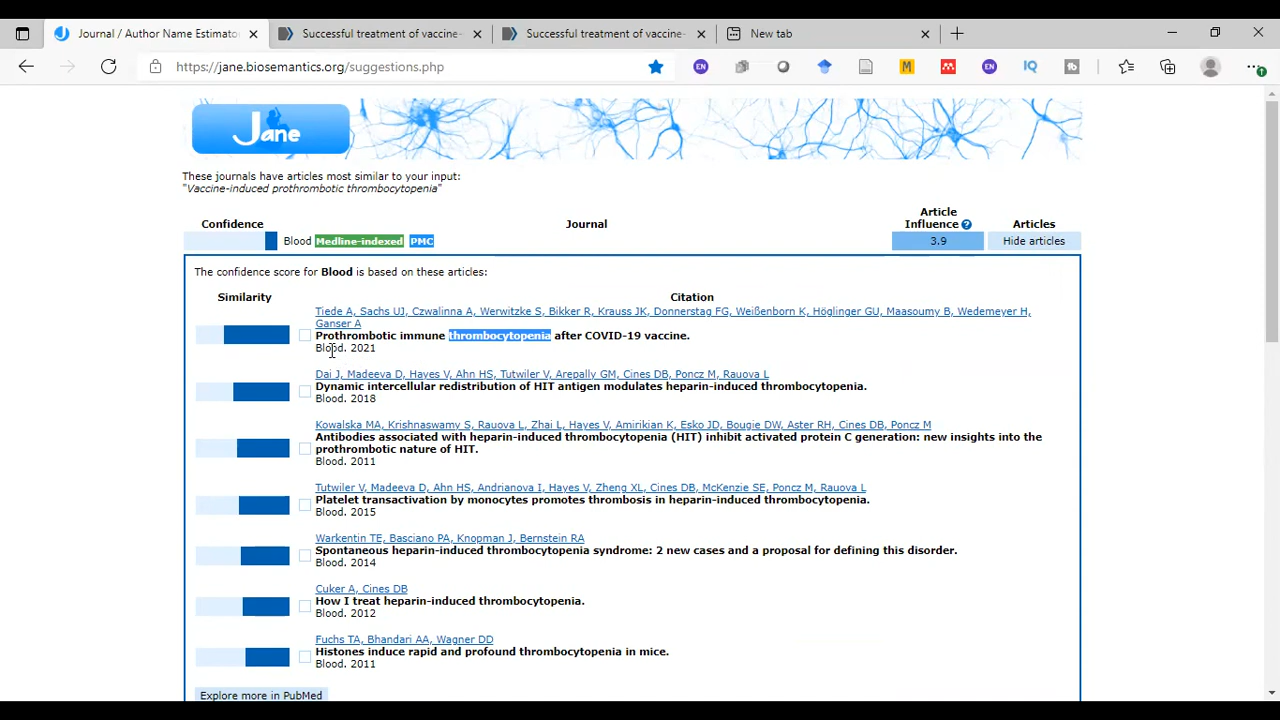 Journal / Author Name Estimato
Successful treatment of vaccine-
Successful treatment of vaccine-
New tab
https://jane.biosemantics.org/suggestions.php
EN
M
EN
IQ
Jane
These journals have articles most similar to your input:
"Vaccine-induced prothrombotic thrombocytopenia"
Confidence Journal Article Influence ? Articles
Blood Medline-indexed PMC 3.9 Hide articles
The confidence score for Blood is based on these articles:
Similarity Citation
Tiede A, Sachs UJ, Czwalinna A, Werwitzke S, Bikker R, Krauss JK, Donnerstag FG, Weißenborn K, Höglinger GU, Maasoumy B, Wedemeyer H,
Ganser A
Prothrombotic immune thrombocytopenia after COVID-19 vaccine.
Blood. 2021
Dai J, Madeeva D, Hayes V, Ahn HS, Tutwiler V, Arepally GM, Cines DB, Poncz M, Rauova L
Dynamic intercellular redistribution of HIT antigen modulates heparin-induced thrombocytopenia.
Blood. 2018
Kowalska MA, Krishnaswamy S, Rauova L, Zhai L, Hayes V, Amirikian K, Esko JD, Bougie DW, Aster RH, Cines DB, Poncz M
Antibodies associated with heparin-induced thrombocytopenia (HIT) inhibit activated protein C generation: new insights into the
prothrombotic nature of HIT.
Blood. 2011
Tutwiler V, Madeeva D, Ahn HS, Andrianova I, Hayes V, Zheng XL, Cines DB, McKenzie SE, Poncz M, Rauova L
Platelet transactivation by monocytes promotes thrombosis in heparin-induced thrombocytopenia.
Blood. 2015
Warkentin TE, Basciano PA, Knopman J, Bernstein RA
Spontaneous heparin-induced thrombocytopenia syndrome: 2 new cases and a proposal for defining this disorder.
Blood. 2014
Cuker A, Cines DB
How I treat heparin-induced thrombocytopenia.
Blood. 2012
Fuchs TA, Bhandari AA, Wagner DD
Histones induce rapid and profound thrombocytopenia in mice.
Blood. 2011
Explore more in PubMed